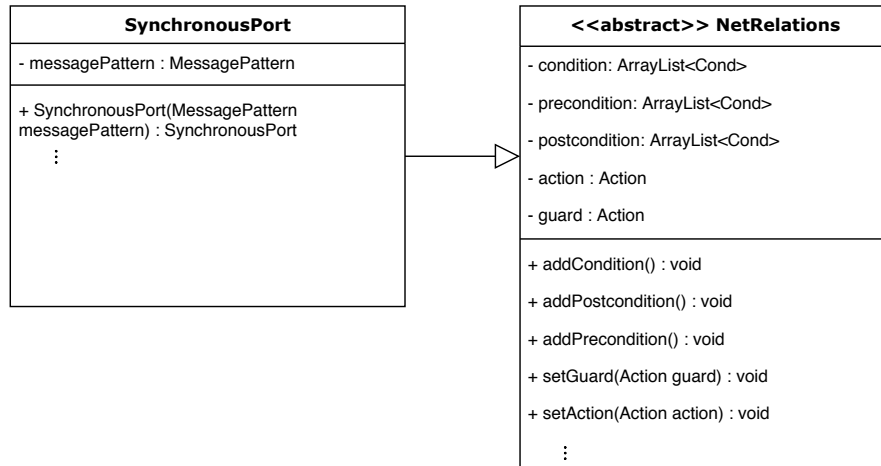 SynchronousPort
- messagePattern : MessagePattern
+ SynchronousPort(MessagePattern
messagePattern) : SynchronousPort
⋮
<<abstract>> NetRelations
- condition: ArrayList<Cond>
- precondition: ArrayList<Cond>
- postcondition: ArrayList<Cond>
- action : Action
- guard : Action
+ addCondition() : void
+ addPostcondition() : void
+ addPrecondition() : void
+ setGuard(Action guard) : void
+ setAction(Action action) : void
⋮